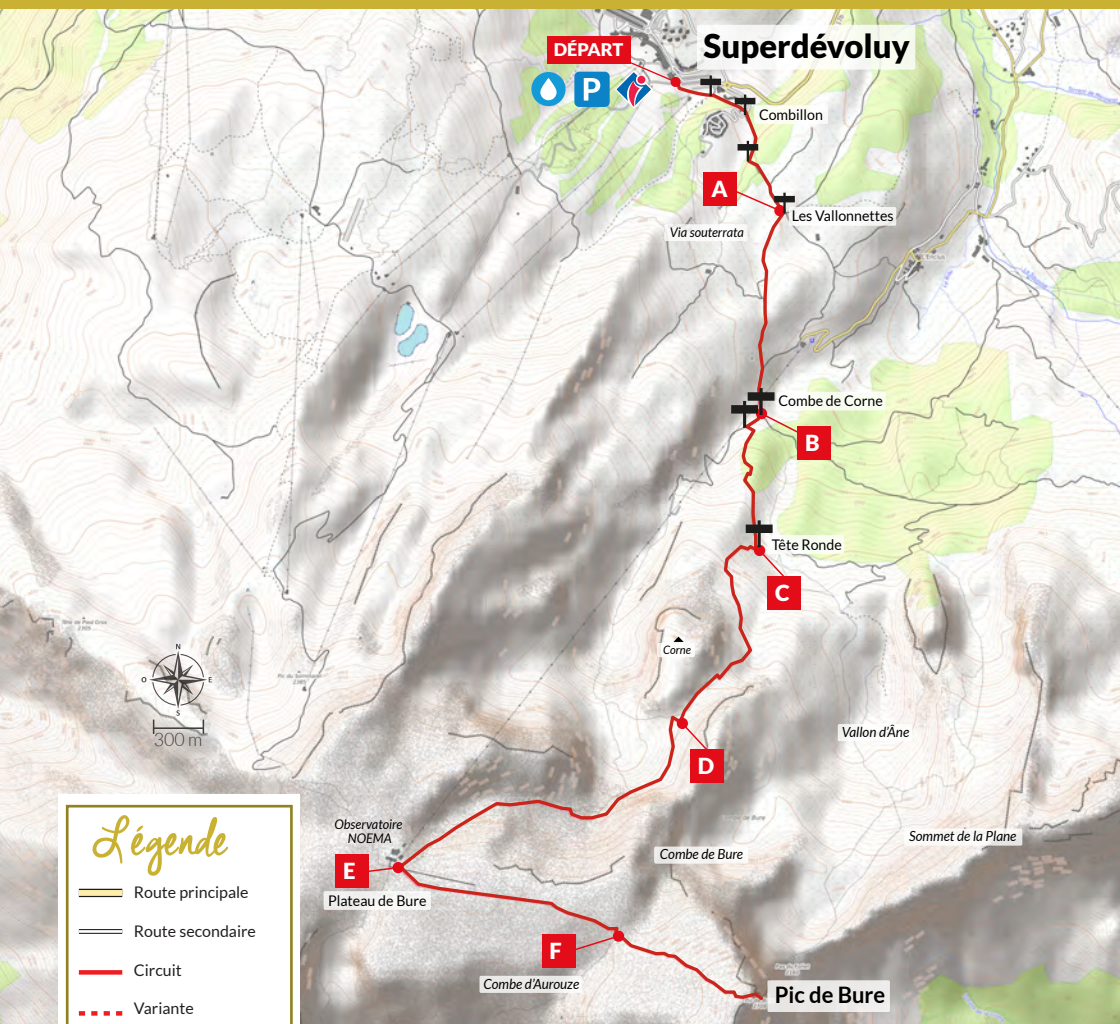 Superdévoluy
DÉPART
P
Combillon
A
Les Vallonnettes
Via souterrata
L'Enclus
Combe de Corne
B
Tête Ronde
C
Corne
N
O
E
S
300 m
Vallon d'Âne
D
Légende
Observatoire
NOEMA
Sommet de la Plane
Combe de Bure
E
Plateau de Bure
Route principale
Route secondaire
F
Circuit
Combe d'Aurouze
Pic de Bure
Variante